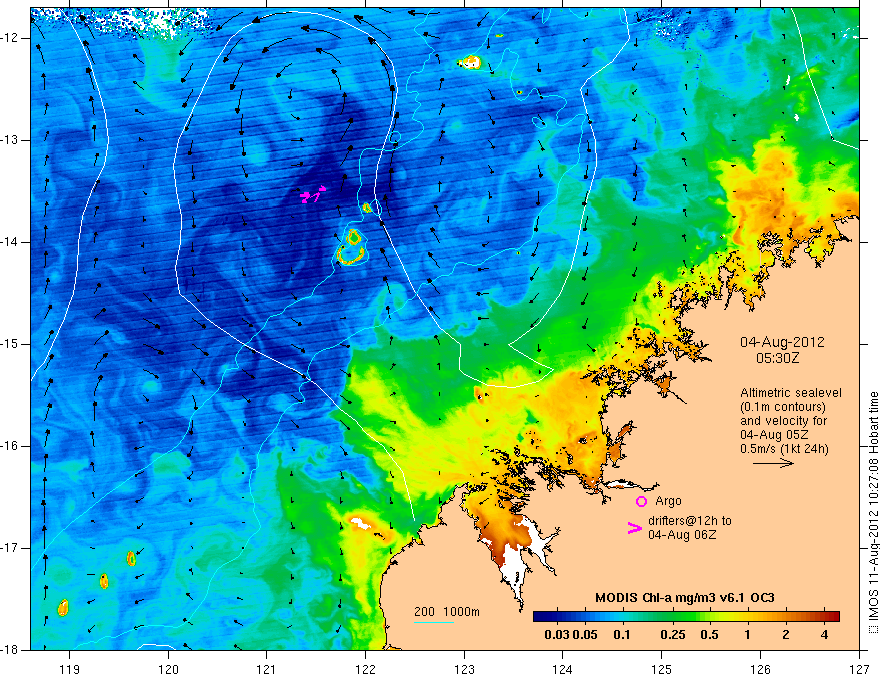 -12
-13
-14
-15
-16
-17
-18
119 120 121 122 123 124 125 126 127
04-Aug-2012
05:30Z
Altimetric sealevel
(0.1m contours)
and velocity for
04-Aug 05Z
0.5m/s (1kt 24h)
Argo
drifters@12h to
04-Aug 06Z
200 1000m
MODIS Chl-a mg/m3 v6.1 OC3
0.03 0.05 0.1 0.25 0.5 1 2 4
IMOS 11-Aug-2012 10:27:08 Hobart time